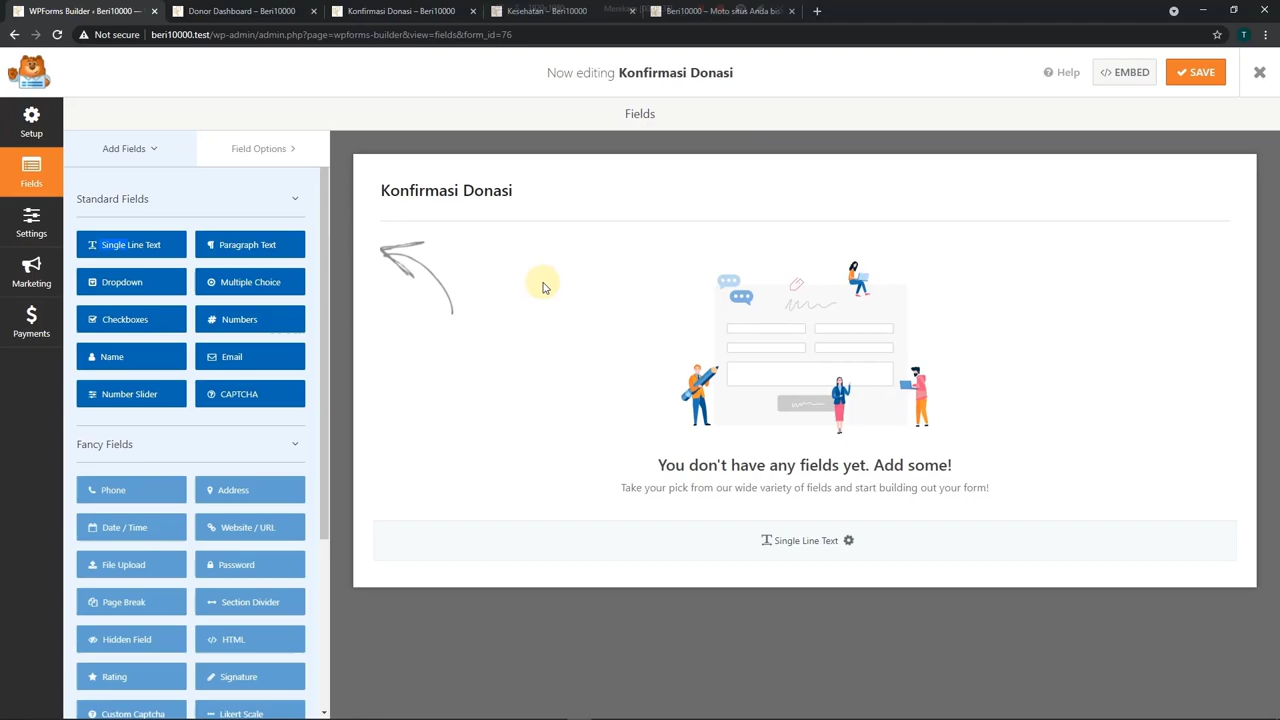 WPForms Builder ‹ Beri10000 —
Donor Dashboard – Beri10000
Konfirmasi Donasi – Beri10000
Kesehatan – Beri10000
Beri10000 – Moto situs Anda bis
Not secure beri10000.test/wp-admin/admin.php?page=wpforms-builder&view=fields&form_id=76
T
Now editing Konfirmasi Donasi
Help
</> EMBED
SAVE
Setup
Fields
Settings
Marketing
Payments
Fields
Add Fields
Field Options
Standard Fields
Single Line Text
Paragraph Text
Dropdown
Multiple Choice
Checkboxes
Numbers
Name
Email
Number Slider
CAPTCHA
Fancy Fields
Phone
Address
Date / Time
Website / URL
File Upload
Password
Page Break
Section Divider
Hidden Field
HTML
Rating
Signature
Custom Captcha
Likert Scale
Konfirmasi Donasi
You don't have any fields yet. Add some!
Take your pick from our wide variety of fields and start building out your form!
Single Line Text